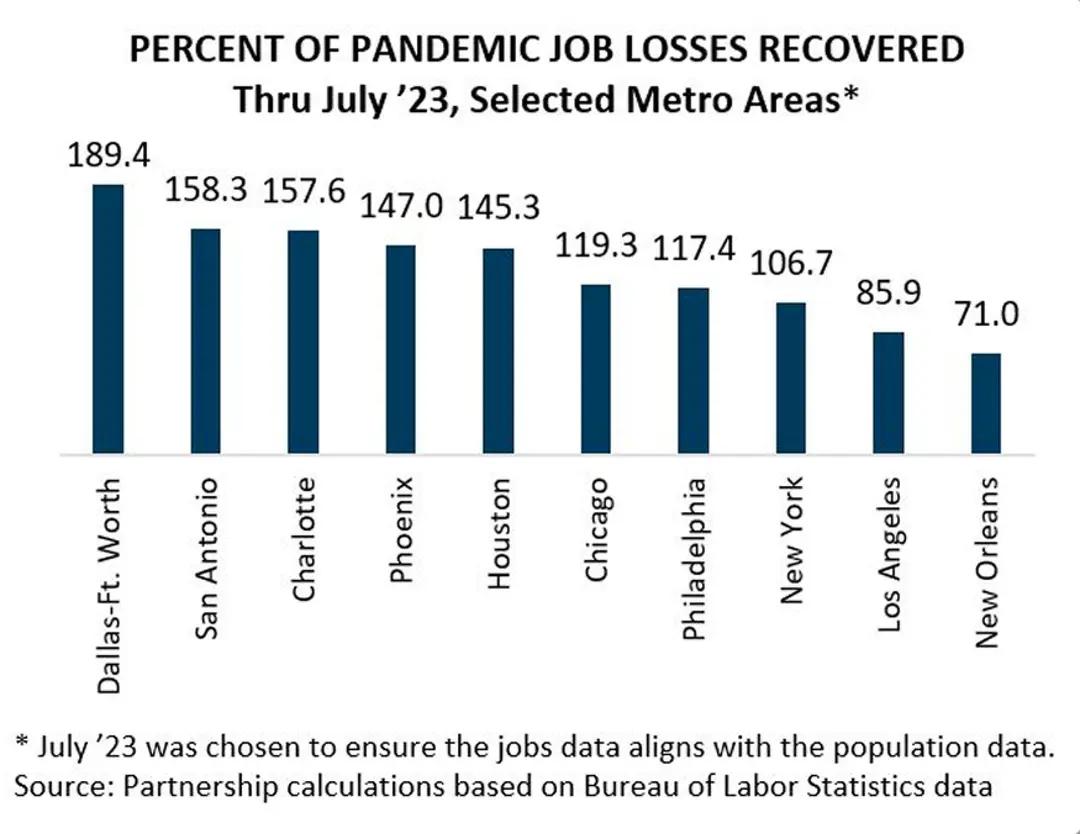 PERCENT OF PANDEMIC JOB LOSSES RECOVERED
Thru July ’23, Selected Metro Areas*
189.4
158.3
157.6
147.0
145.3
119.3
117.4
106.7
85.9
71.0
Dallas-Ft. Worth
San Antonio
Charlotte
Phoenix
Houston
Chicago
Philadelphia
New York
Los Angeles
New Orleans
* July ’23 was chosen to ensure the jobs data aligns with the population data.
Source: Partnership calculations based on Bureau of Labor Statistics data